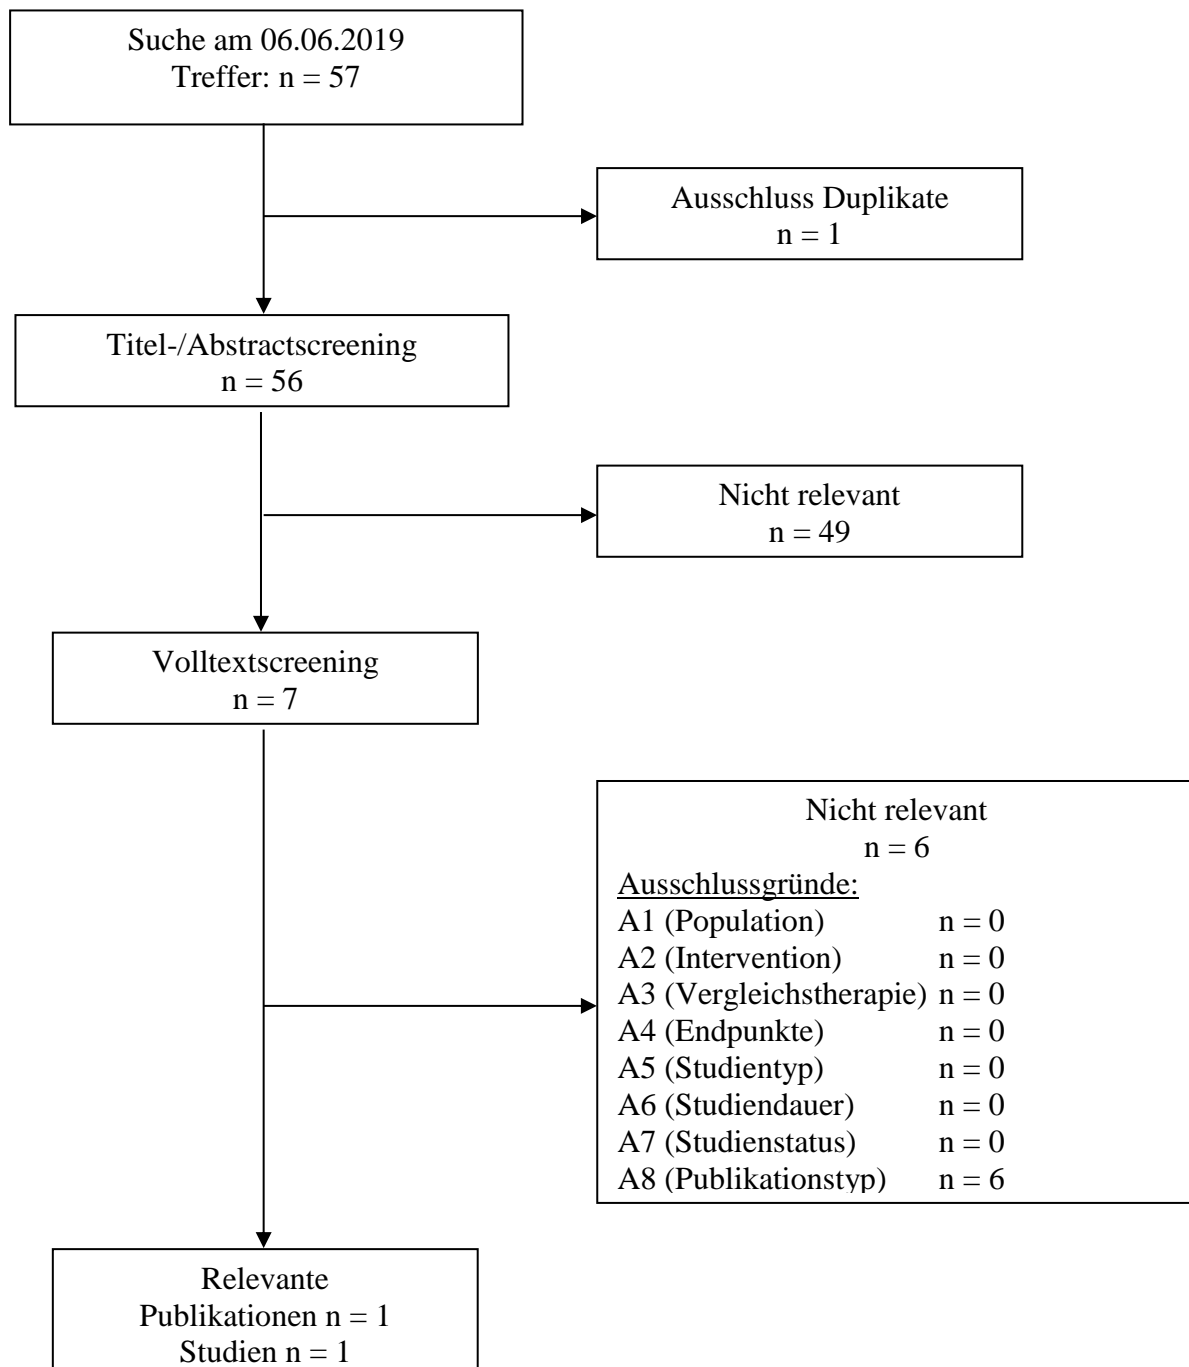 Suche am 06.06.2019
Treffer: n = 57
Ausschluss Duplikate
n = 1
Titel-/Abstractscreening
n = 56
Nicht relevant
n = 49
Volltextscreening
n = 7
Nicht relevant
n = 6
Ausschlussgründe:
A1 (Population) n = 0
A2 (Intervention) n = 0
A3 (Vergleichstherapie) n = 0
A4 (Endpunkte) n = 0
A5 (Studientyp) n = 0
A6 (Studiendauer) n = 0
A7 (Studienstatus) n = 0
A8 (Publikationstyp) n = 6
Relevante
Publikationen n = 1
Studien n = 1